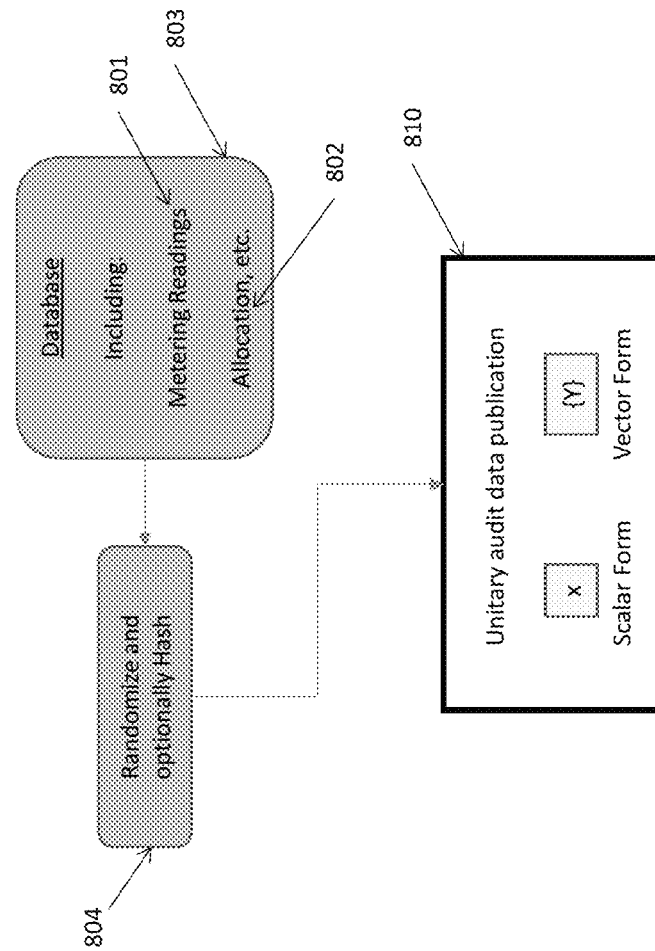 801
803
802
Database
Including:
Metering Readings
Allocation, etc.
Randomize and
optionally Hash
804
810
Unitary audit data publication
x
{Y}
Scalar Form
Vector Form